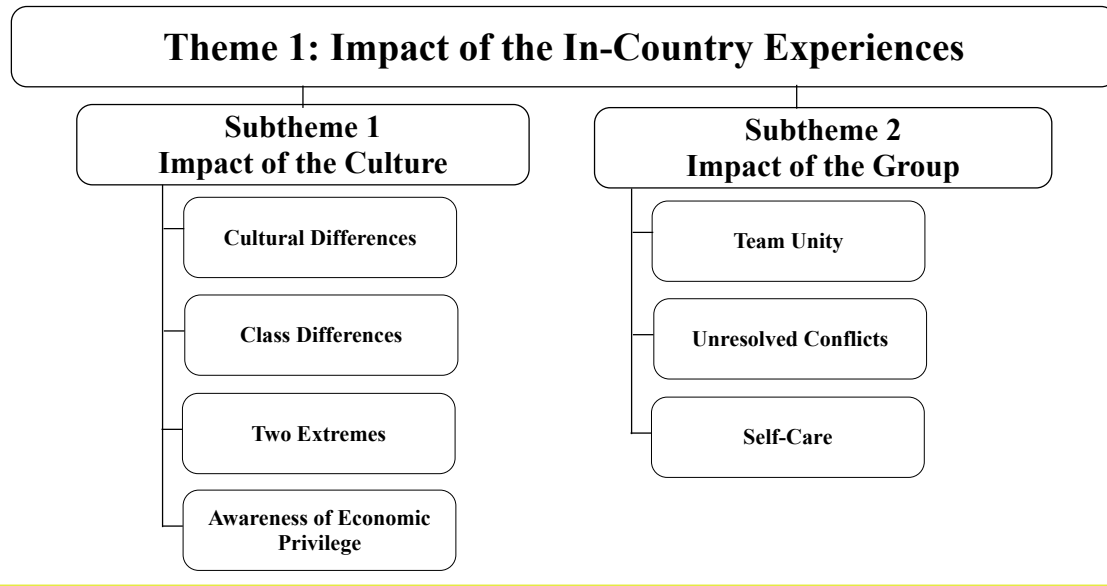 Theme 1: Impact of the In-Country Experiences
Subtheme 1
Impact of the Culture
Cultural Differences
Class Differences
Two Extremes
Awareness of Economic
Privilege
Subtheme 2
Impact of the Group
Team Unity
Unresolved Conflicts
Self-Care